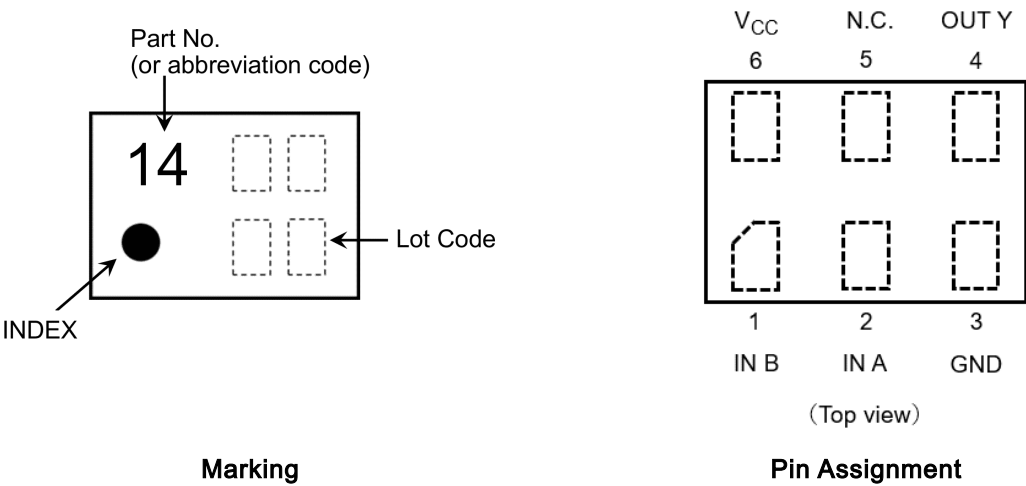 Part No.
(or abbreviation code)
14
Lot Code
INDEX
Marking
VCC N.C. OUT Y
6 5 4
1 2 3
IN B IN A GND
(Top view)
Pin Assignment